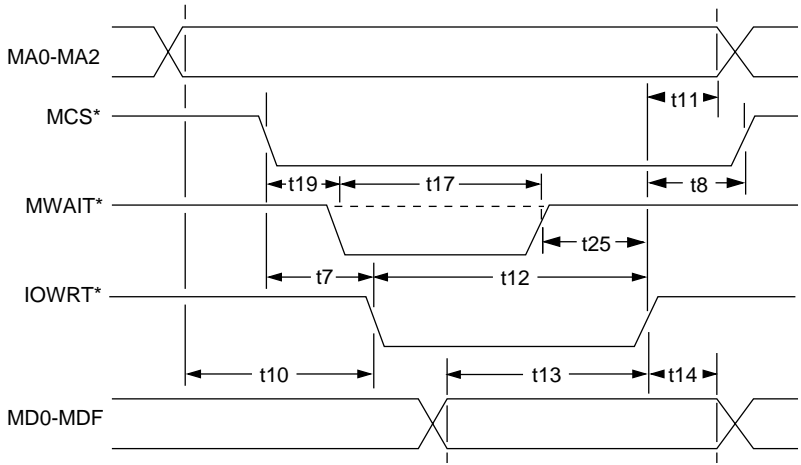 MA0-MA2
t11
MCS*
t19
t17
t8
MWAIT*
t25
t7
t12
IOWRT*
t10
t13
t14
MD0-MDF